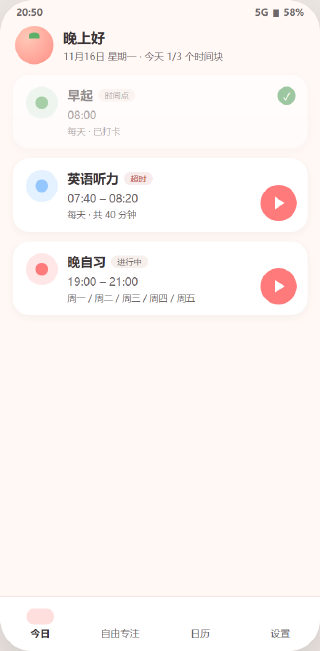 20:50
5G 58%
晚上好
11月16日 星期一 · 今天 1/3 个时间块
早起 时间点
08:00
每天 · 已打卡
英语听力 超时
07:40 – 08:20
每天 · 共 40 分钟
晚自习 进行中
19:00 – 21:00
周一 / 周二 / 周三 / 周四 / 周五
今日 自由专注 日历 设置